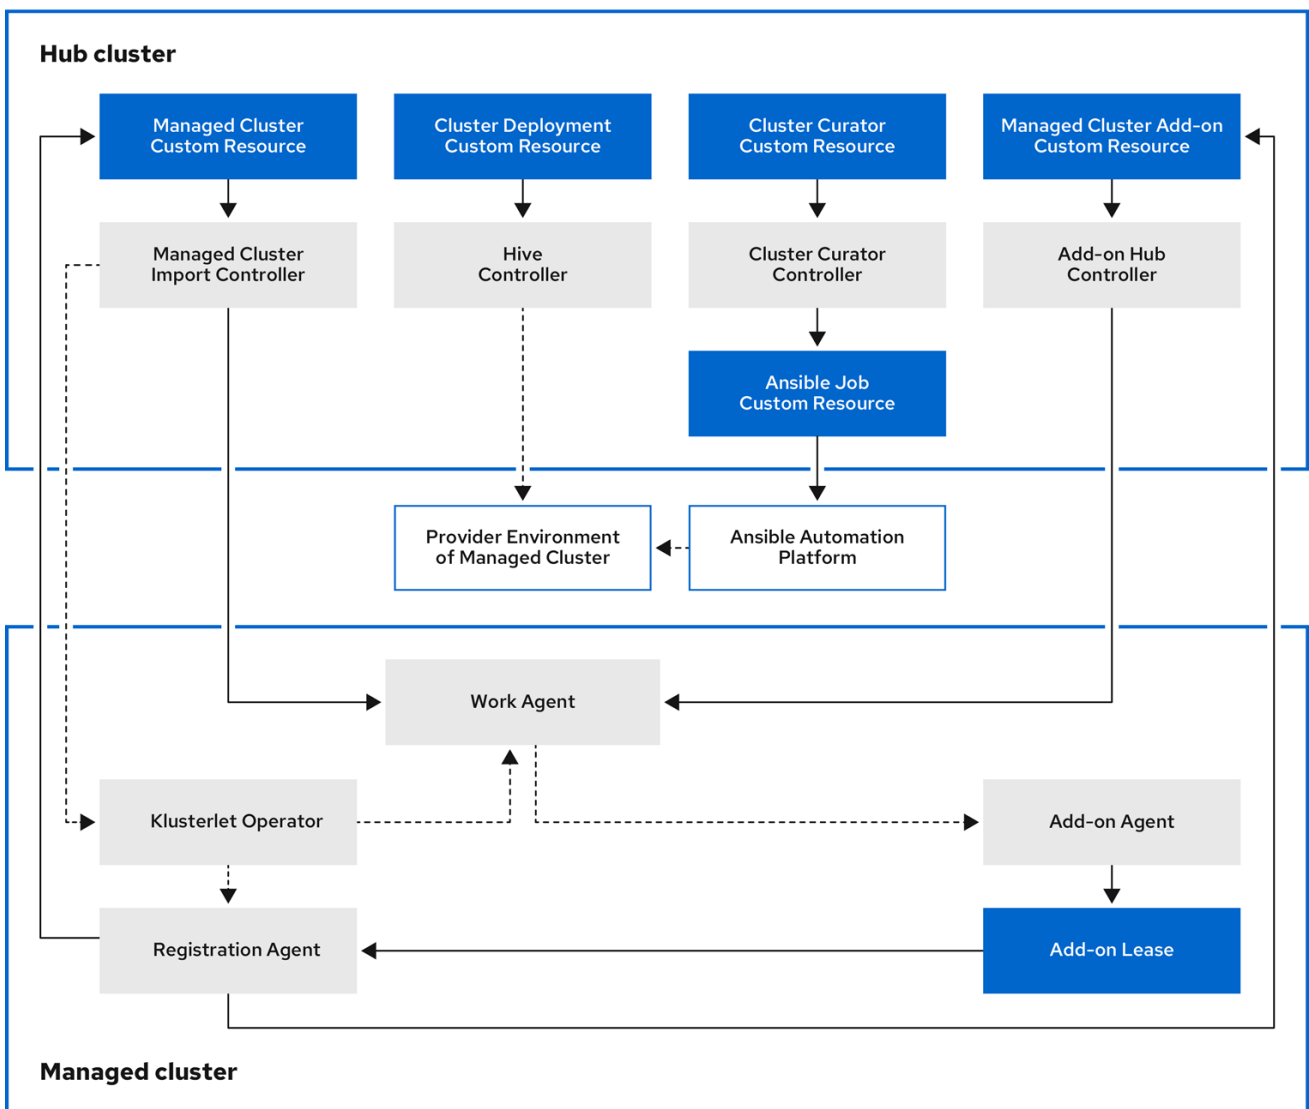 Hub cluster
Managed Cluster
Custom Resource
Cluster Deployment
Custom Resource
Cluster Curator
Custom Resource
Managed Cluster Add-on
Custom Resource
Managed Cluster
Import Controller
Hive
Controller
Cluster Curator
Controller
Add-on Hub
Controller
Ansible Job
Custom Resource
Provider Environment
of Managed Cluster
Ansible Automation
Platform
Work Agent
Klusterlet Operator
Add-on Agent
Registration Agent
Add-on Lease
Managed cluster